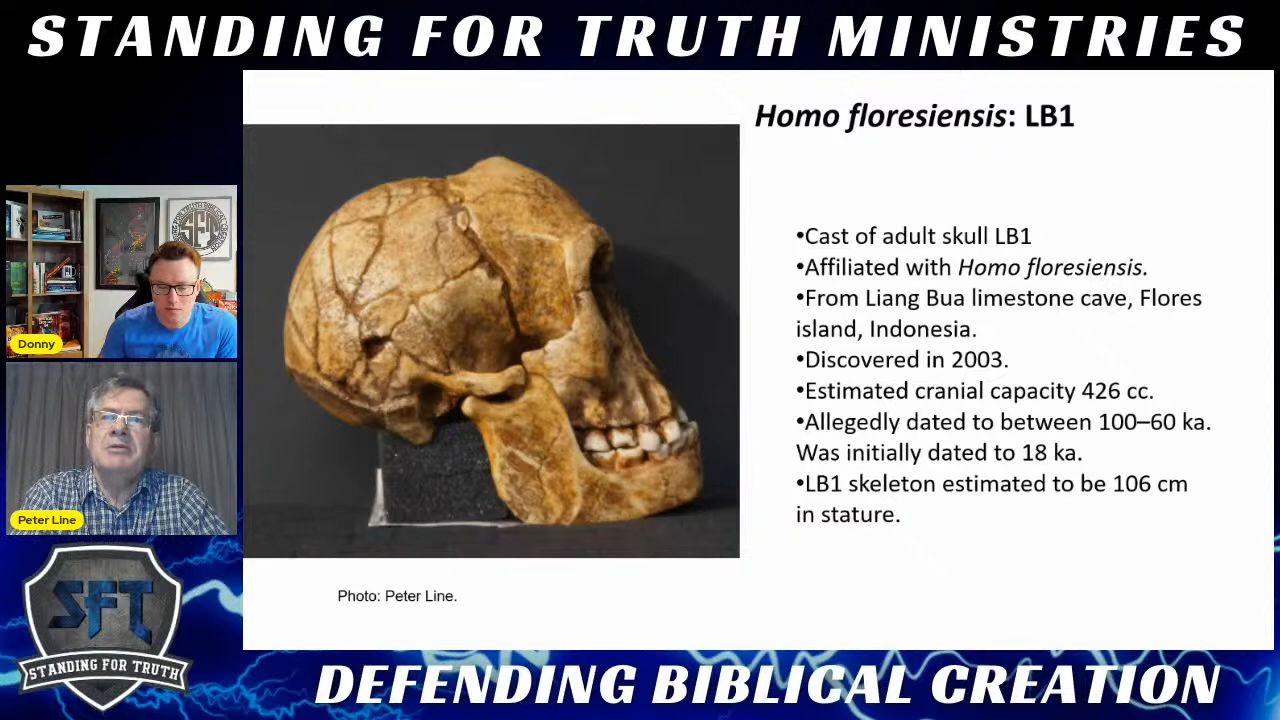 STANDING FOR TRUTH MINISTRIES
Homo floresiensis: LB1
•Cast of adult skull LB1
•Affiliated with Homo floresiensis.
•From Liang Bua limestone cave, Flores
island, Indonesia.
•Discovered in 2003.
•Estimated cranial capacity 426 cc.
•Allegedly dated to between 100–60 ka.
Was initially dated to 18 ka.
•LB1 skeleton estimated to be 106 cm
in stature.
Photo: Peter Line.
SFT
Donny
Peter Line
SFT
STANDING FOR TRUTH
DEFENDING BIBLICAL CREATION